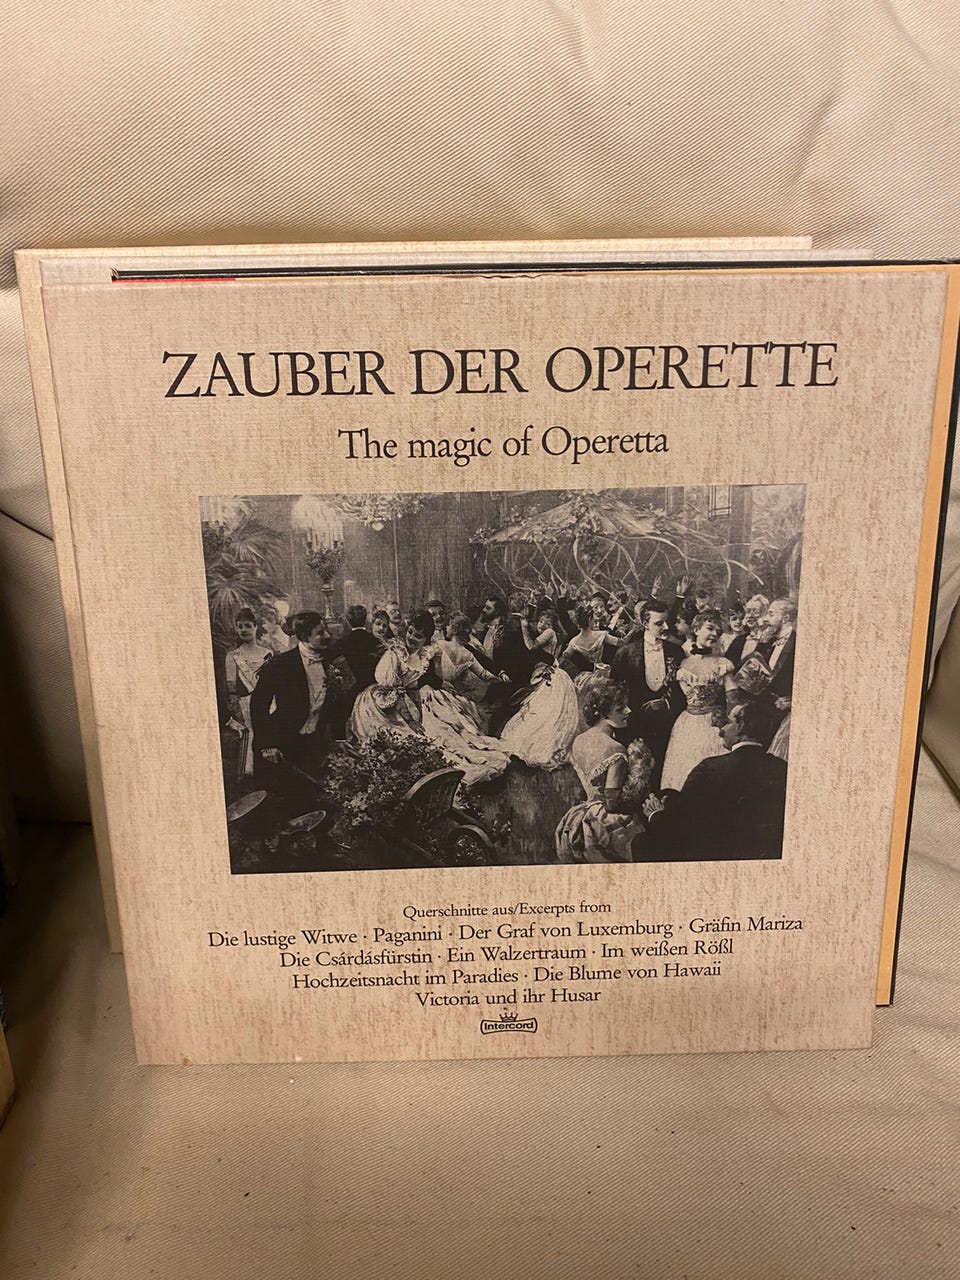 ZAUBER DER OPERETTE
The magic of Operetta
Querschnitte aus/Excerpts from
Die lustige Witwe · Paganini · Der Graf von Luxemburg · Gräfin Mariza
Die Csárdásfürstin · Ein Walzertraum · Im weißen Rößl
Hochzeitsnacht im Paradies · Die Blume von Hawaii
Victoria und ihr Husar
Intercord